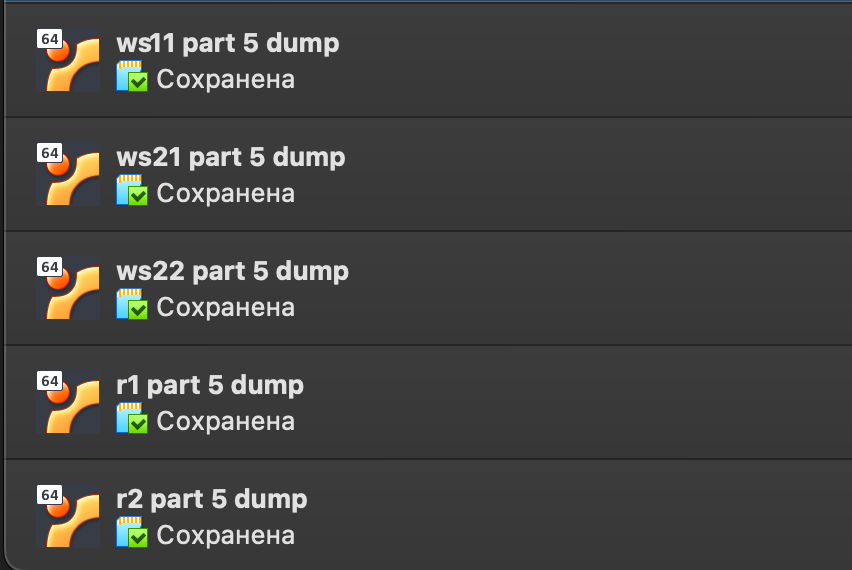 64
ws11 part 5 dump
Сохранена
64
ws21 part 5 dump
Сохранена
64
ws22 part 5 dump
Сохранена
64
r1 part 5 dump
Сохранена
64
r2 part 5 dump
Сохранена